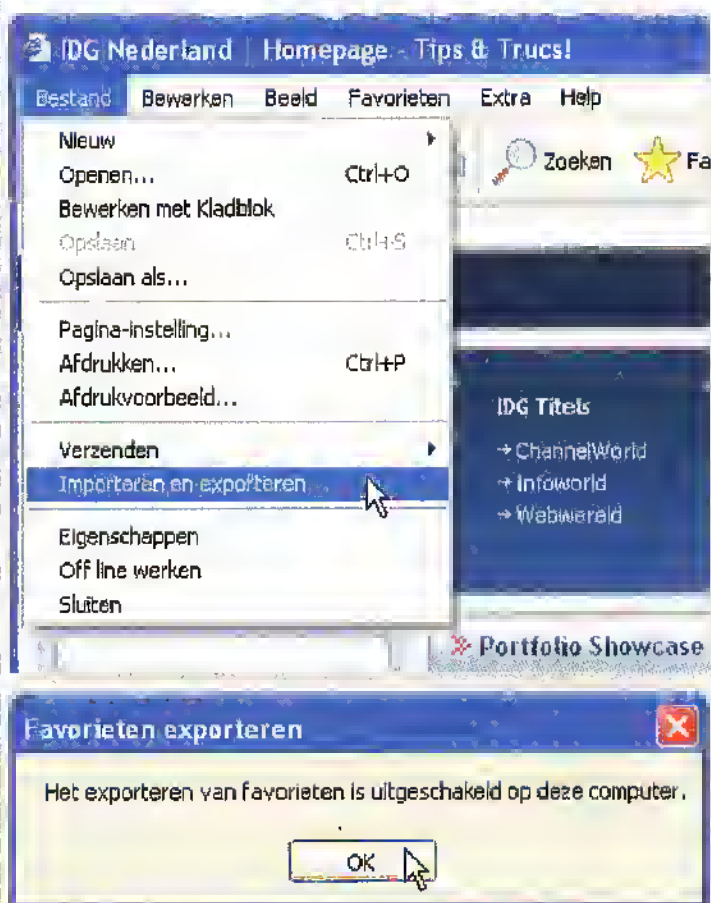 IDG Nederland | Homepage - Tips & Trucs!
Bestand Bewerken Beeld Favorieten Extra Help
Nieuw
Openen... Ctrl+O
Bewerken met Kladblok
Opslaan Ctrl+S
Opslaan als...
Pagina-instelling...
Afdrukken... Ctrl+P
Afdrukvoorbeeld...
Verzenden
Importeren en exporteren...
Eigenschappen
Off line werken
Sluiten
Zoeken Fa
IDG Titels
ChannelWorld
Infoworld
Webwereld
Portfolio Showcase
Favorieten exporteren
Het exporteren van favorieten is uitgeschakeld op deze computer.
OK